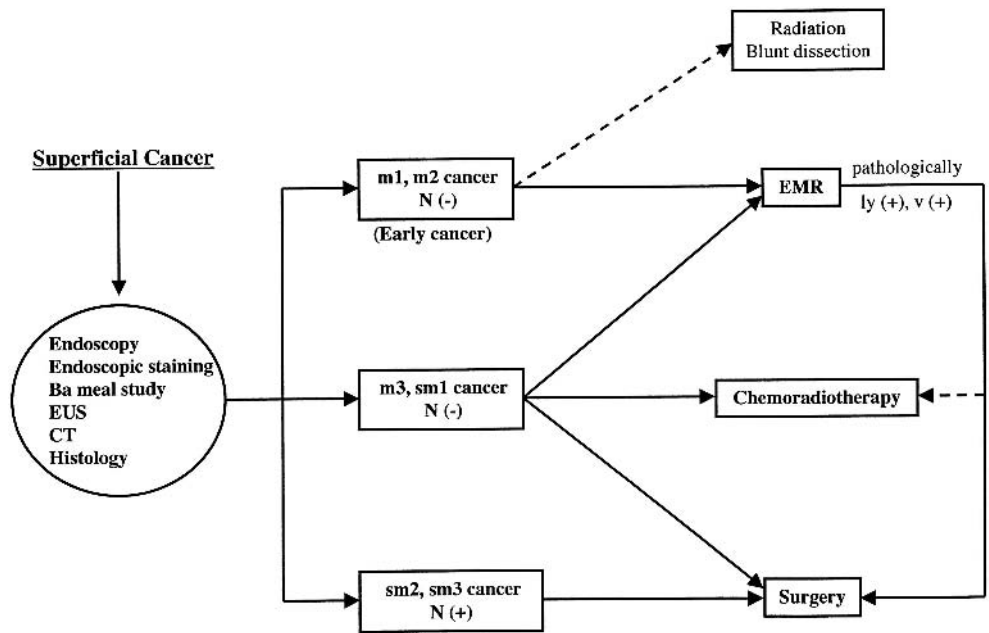 Radiation
Blunt dissection
Superficial Cancer
m1, m2 cancer
N (-)
(Early cancer)
EMR
pathologically
ly (+), v (+)
Endoscopy
Endoscopic staining
Ba meal study
EUS
CT
Histology
m3, sm1 cancer
N (-)
Chemoradiotherapy
sm2, sm3 cancer
N (+)
Surgery